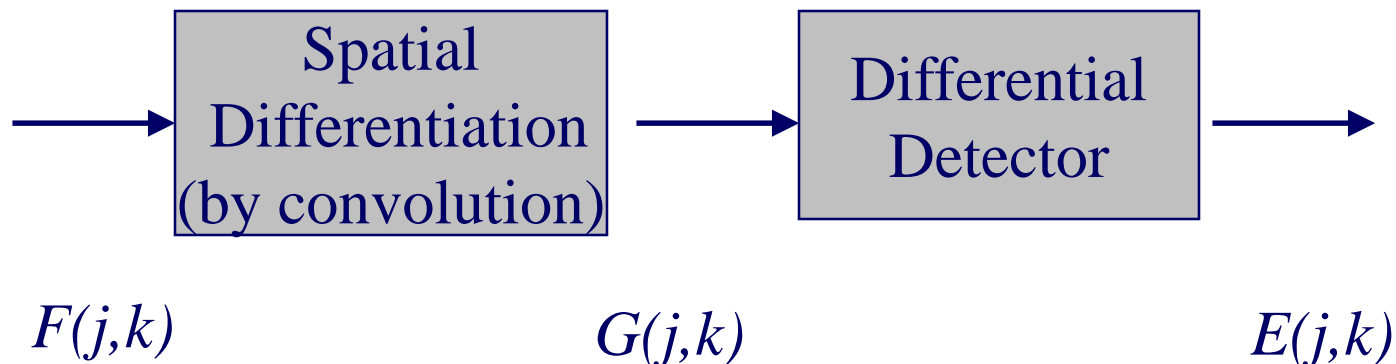 Spatial
Differentiation
(by convolution)
Differential
Detector
F(j,k)
G(j,k)
E(j,k)